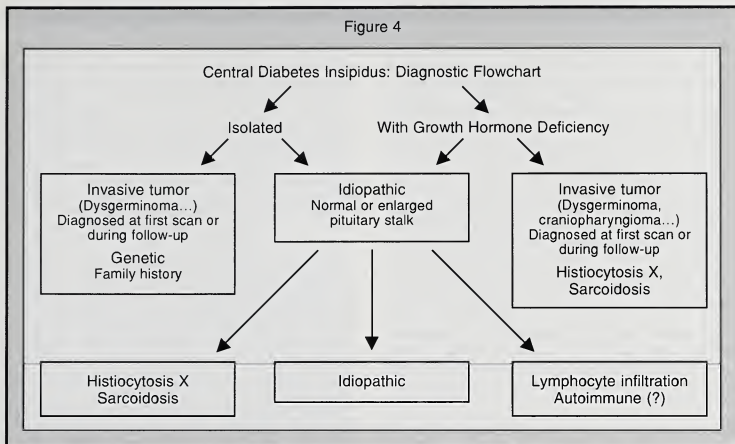 Figure 4
Central Diabetes Insipidus: Diagnostic Flowchart
Isolated
With Growth Hormone Deficiency
Invasive tumor
(Dysgerminoma...)
Diagnosed at first scan or
during follow-up
Genetic
Family history
Idiopathic
Normal or enlarged
pituitary stalk
Invasive tumor
(Dysgerminoma,
craniopharyngioma...)
Diagnosed at first scan or
during follow-up
Histiocytosis X,
Sarcoidosis
Histiocytosis X
Sarcoidosis
Idiopathic
Lymphocyte infiltration
Autoimmune (?)